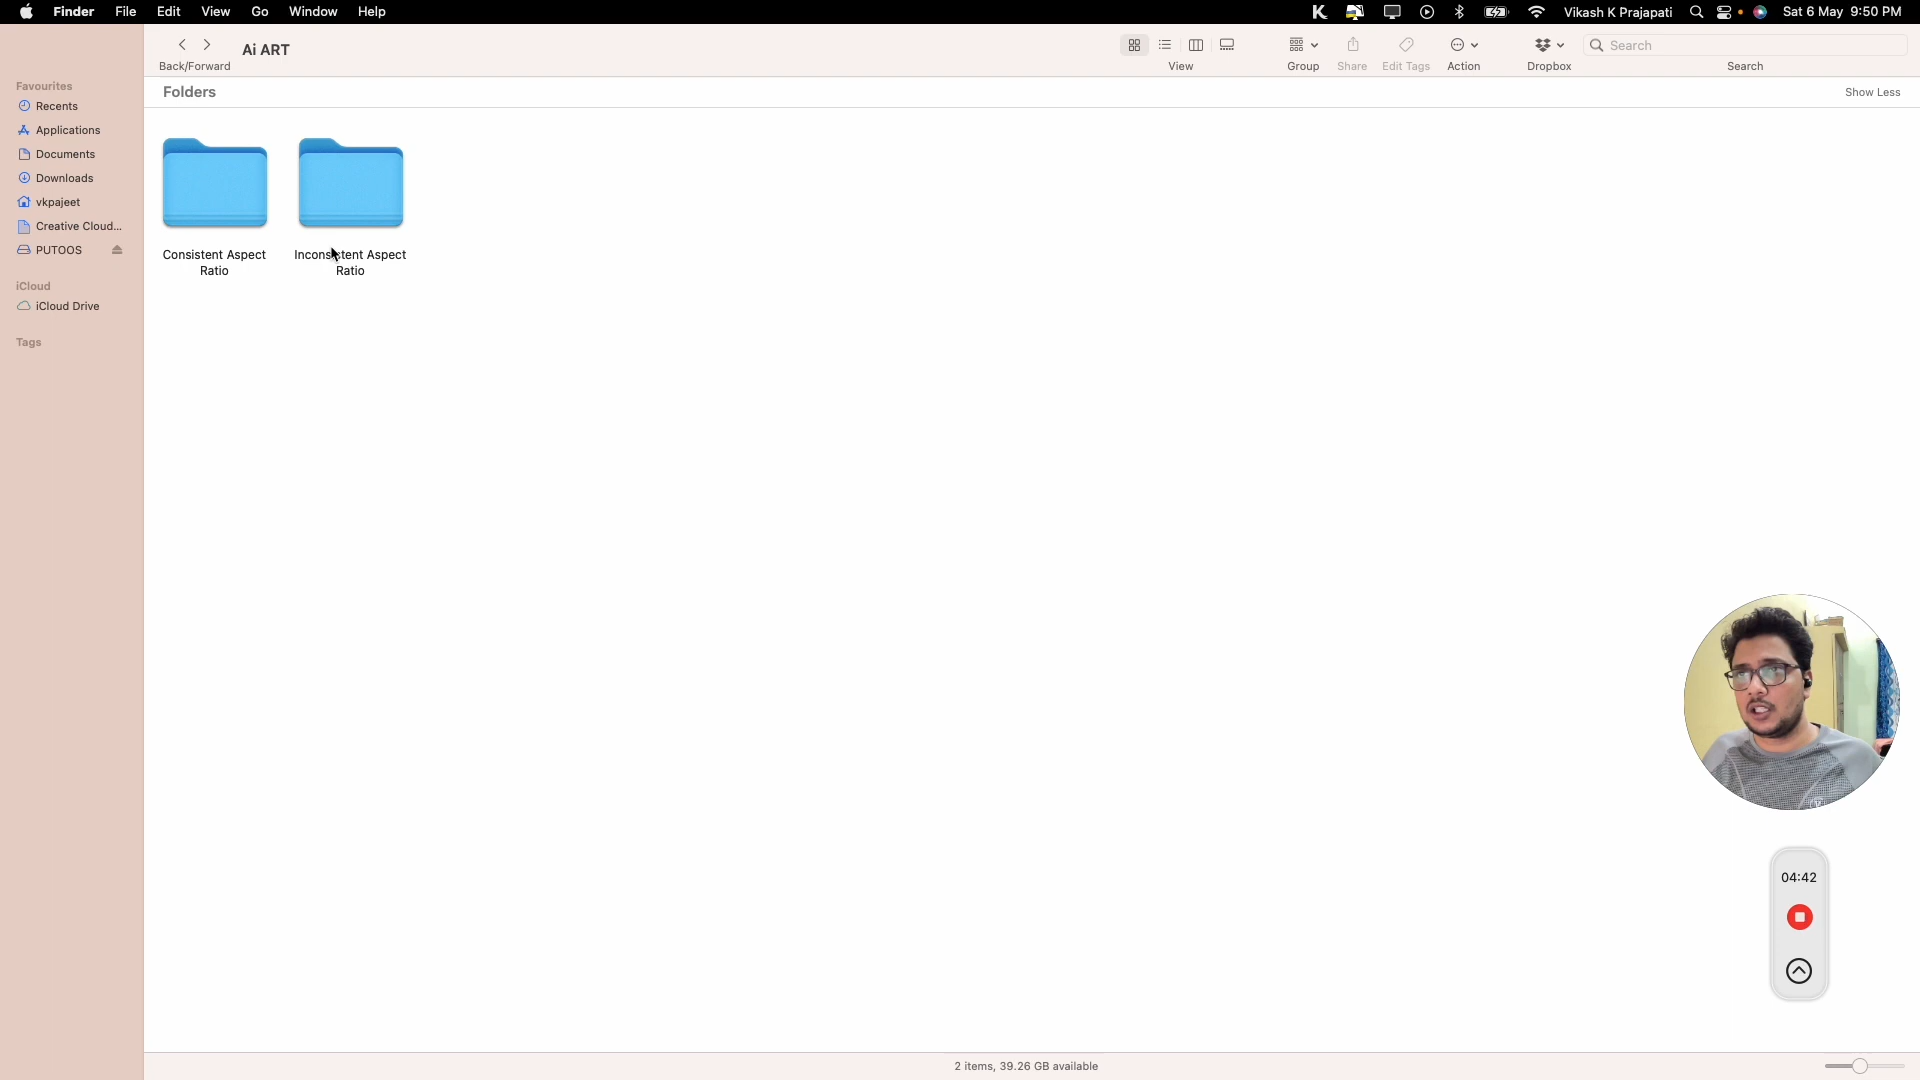 Finder File Edit View Go Window Help
Vikash K Prajapati Sat 6 May 9:50 PM
Ai ART
Back/Forward
View
Group
Share
Edit Tags
Action
Dropbox
Search
Search
Favourites
Recents
Applications
Documents
Downloads
vkpajeet
Creative Cloud...
PUTOOS
iCloud
iCloud Drive
Tags
Folders
Show Less
Consistent Aspect
Ratio
Inconsistent Aspect
Ratio
04:42
2 items, 39.26 GB available